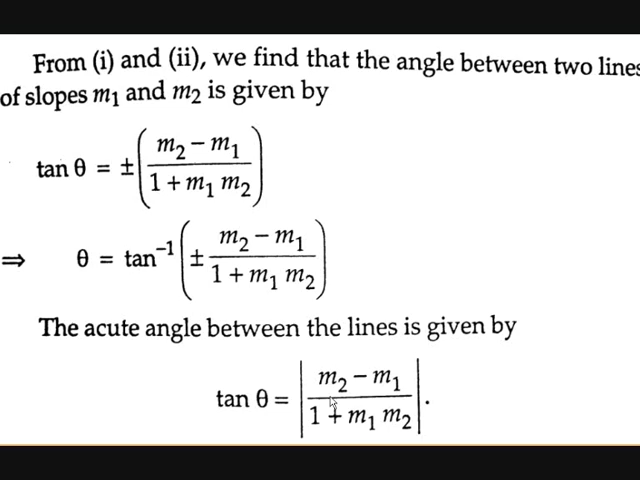 From (i) and (ii), we find that the angle between two lines
of slopes m₁ and m₂ is given by
tan θ = ± ( (m₂ − m₁) / (1 + m₁ m₂) )
⇒ θ = tan⁻¹ ( ± (m₂ − m₁) / (1 + m₁ m₂) )
The acute angle between the lines is given by
tan θ = | (m₂ − m₁) / (1 + m₁ m₂) | .